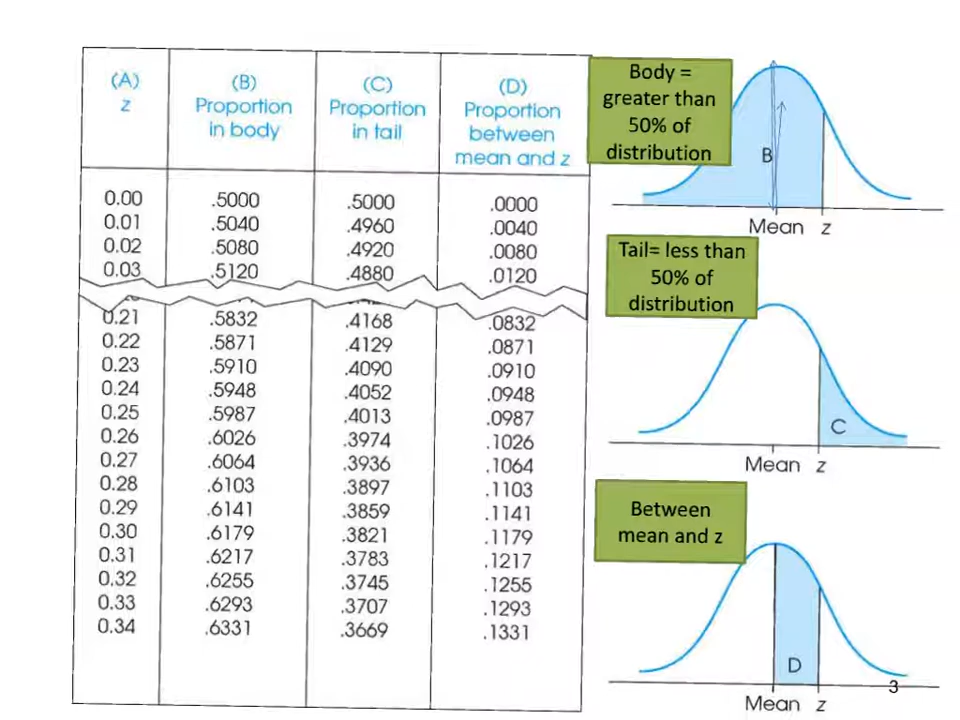 (A)
z
(B)
Proportion
in body
(C)
Proportion
in tail
(D)
Proportion
between
mean and z
0.00 .5000 .5000 .0000
0.01 .5040 .4960 .0040
0.02 .5080 .4920 .0080
0.03 .5120 .4880 .0120
0.21 .5832 .4168 .0832
0.22 .5871 .4129 .0871
0.23 .5910 .4090 .0910
0.24 .5948 .4052 .0948
0.25 .5987 .4013 .0987
0.26 .6026 .3974 .1026
0.27 .6064 .3936 .1064
0.28 .6103 .3897 .1103
0.29 .6141 .3859 .1141
0.30 .6179 .3821 .1179
0.31 .6217 .3783 .1217
0.32 .6255 .3745 .1255
0.33 .6293 .3707 .1293
0.34 .6331 .3669 .1331
Body =
greater than
50% of
distribution
B
Mean z
Tail= less than
50% of
distribution
C
Mean z
Between
mean and z
D
3
Mean z